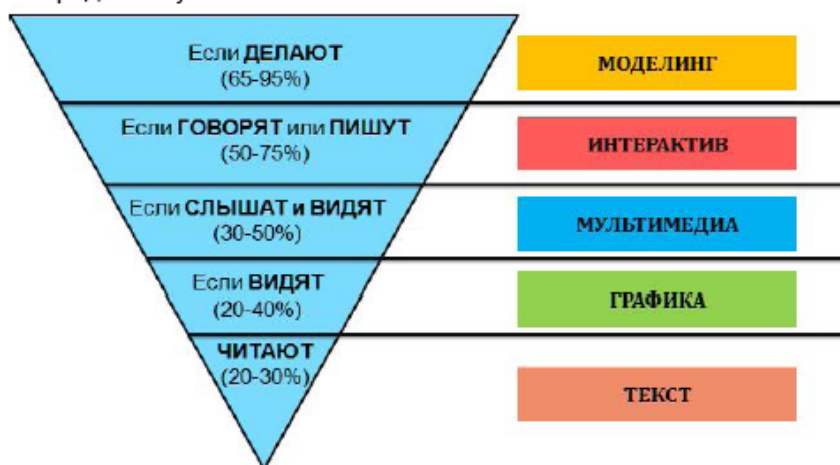 Если ДЕЛАЮТ
(65-95%)
МОДЕЛИНГ
Если ГОВОРЯТ или ПИШУТ
(50-75%)
ИНТЕРАКТИВ
Если СЛЫШАТ и ВИДЯТ
(30-50%)
МУЛЬТИМЕДИА
Если ВИДЯТ
(20-40%)
ГРАФИКА
ЧИТАЮТ
(20-30%)
ТЕКСТ